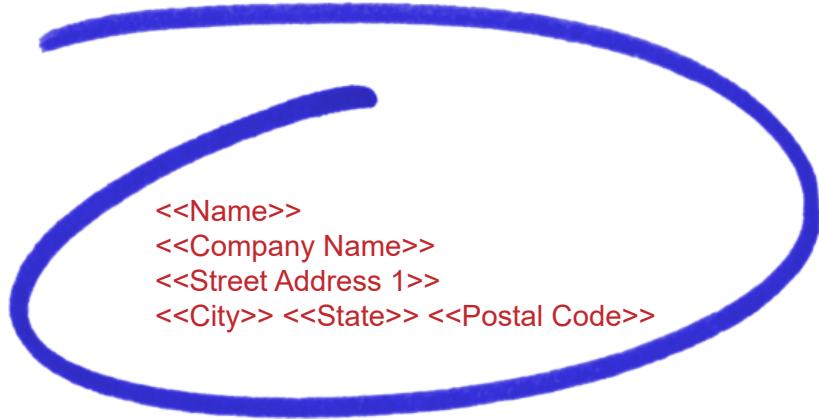 <<Name>>
<<Company Name>>
<<Street Address 1>>
<<City>> <<State>> <<Postal Code>>